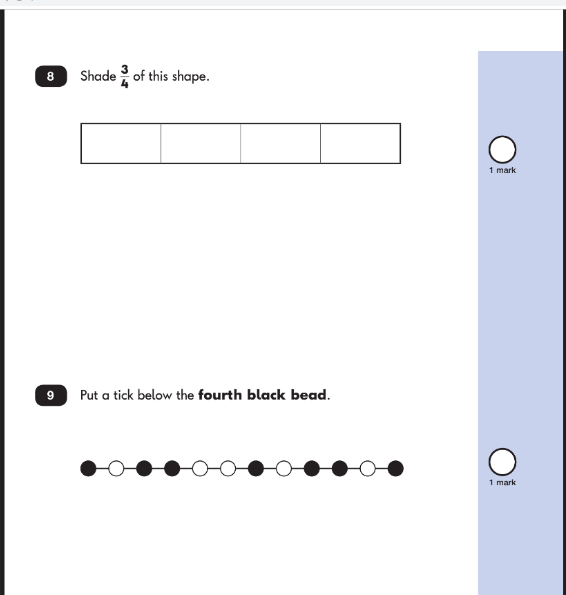 8 Shade 3/4 of this shape.
1 mark
9 Put a tick below the fourth black bead.
1 mark